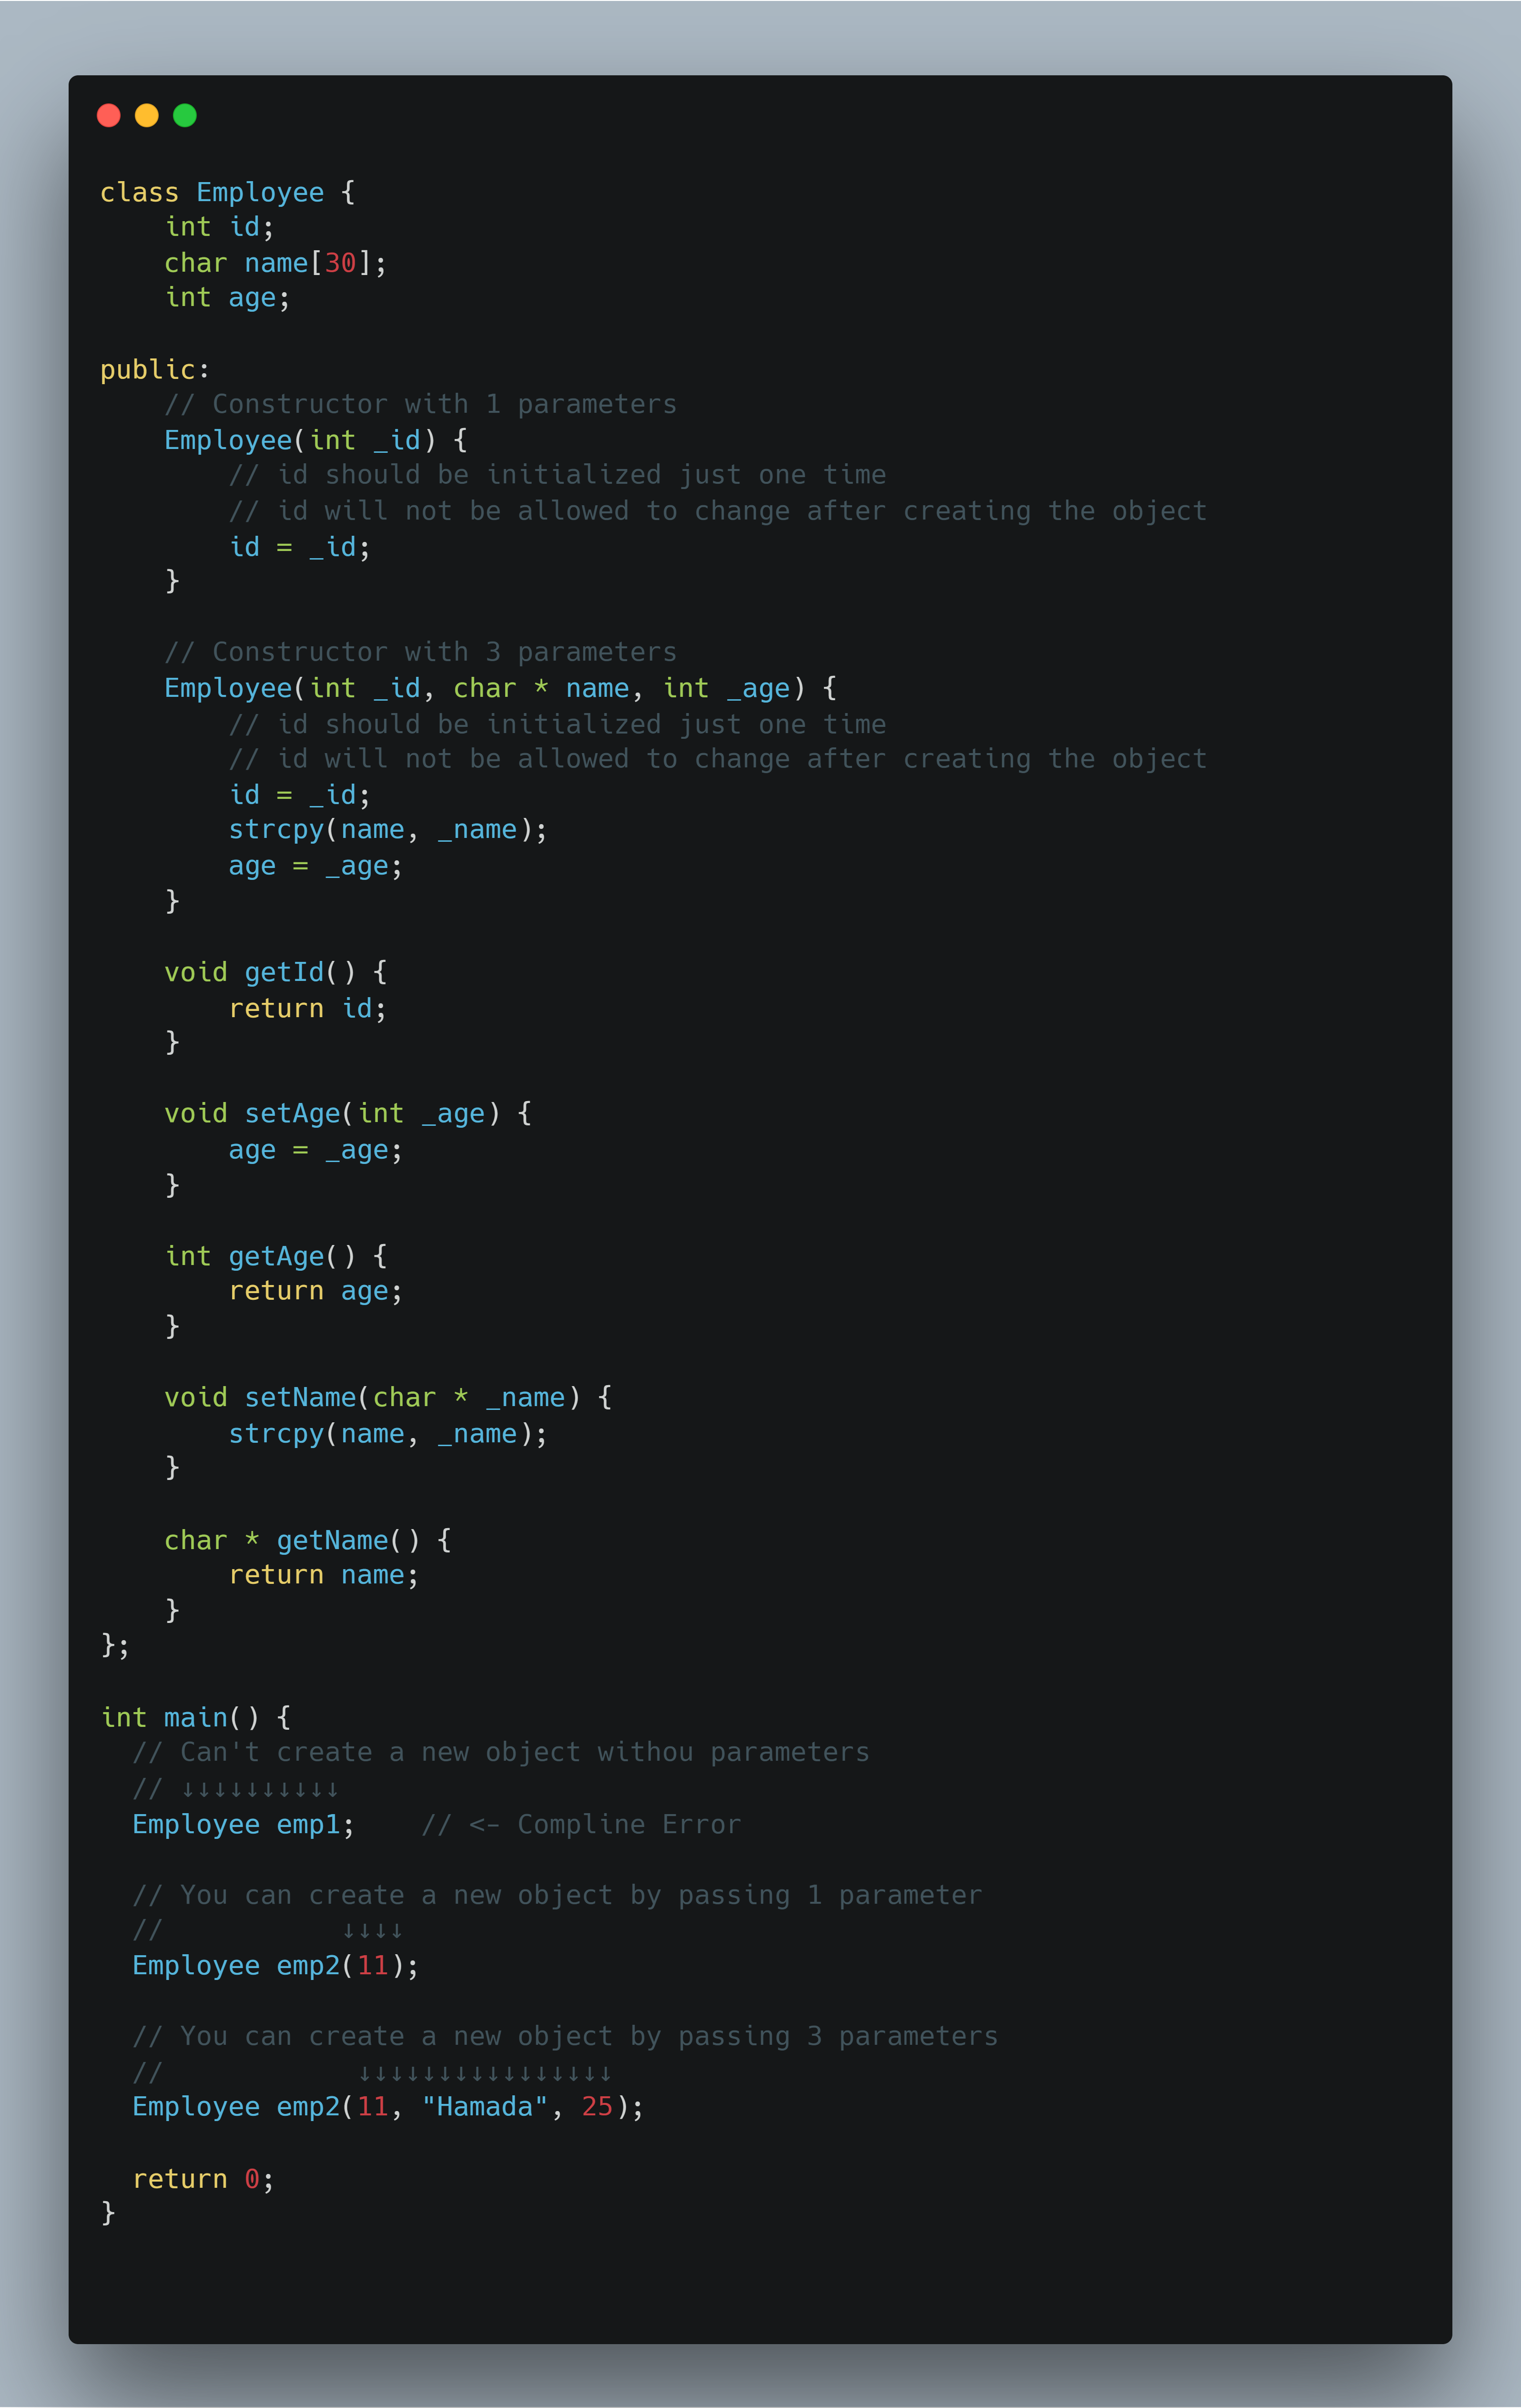 class Employee {
    int id;
    char name[30];
    int age;

public:
    // Constructor with 1 parameters
    Employee(int _id) {
        // id should be initialized just one time
        // id will not be allowed to change after creating the object
        id = _id;
    }

    // Constructor with 3 parameters
    Employee(int _id, char * name, int _age) {
        // id should be initialized just one time
        // id will not be allowed to change after creating the object
        id = _id;
        strcpy(name, _name);
        age = _age;
    }

    void getId() {
        return id;
    }

    void setAge(int _age) {
        age = _age;
    }

    int getAge() {
        return age;
    }

    void setName(char * _name) {
        strcpy(name, _name);
    }

    char * getName() {
        return name;
    }
};

int main() {
  // Can't create a new object withou parameters
  // ↓↓↓↓↓↓↓↓↓↓
  Employee emp1;    // <- Compline Error

  // You can create a new object by passing 1 parameter
  //           ↓↓↓↓
  Employee emp2(11);

  // You can create a new object by passing 3 parameters
  //            ↓↓↓↓↓↓↓↓↓↓↓↓↓↓↓↓
  Employee emp2(11, "Hamada", 25);

  return 0;
}